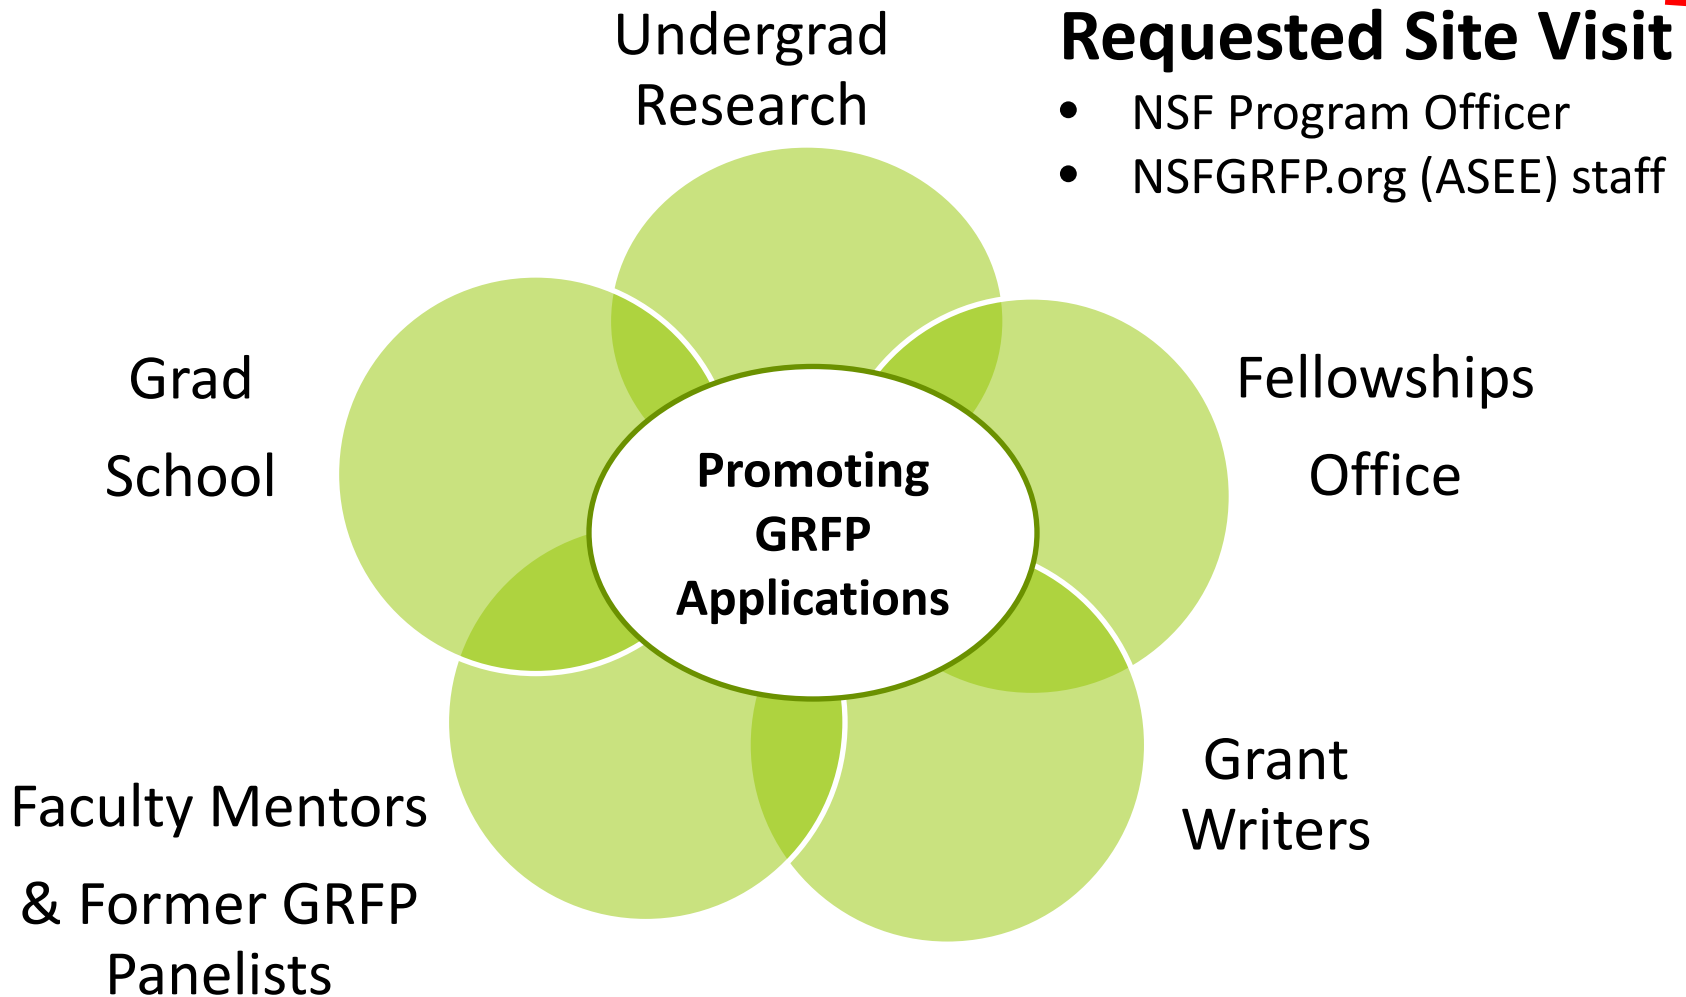 Undergrad
Research
Requested Site Visit
• NSF Program Officer
• NSFGRFP.org (ASEE) staff
Grad
School
Fellowships
Office
Promoting
GRFP
Applications
Grant
Writers
Faculty Mentors
& Former GRFP
Panelists